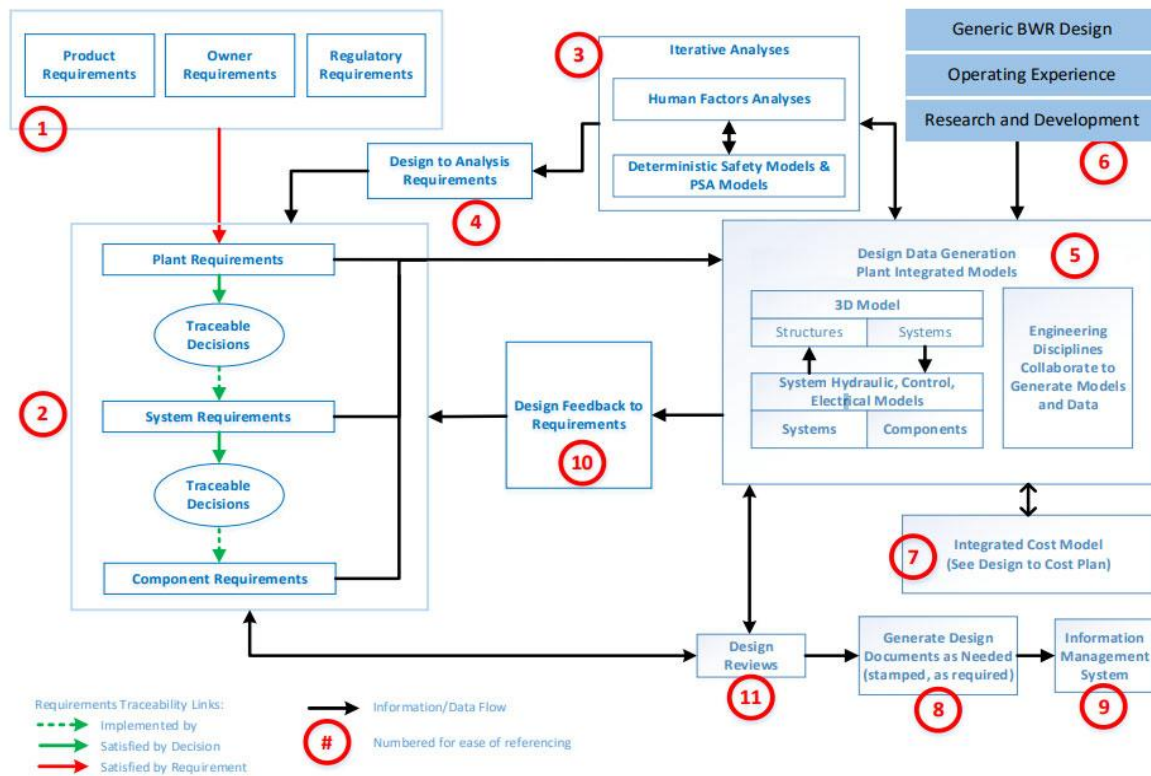 Product
Requirements
Owner
Requirements
Regulatory
Requirements
1
3
Iterative Analyses
Human Factors Analyses
Deterministic Safety Models &
PSA Models
Generic BWR Design
Operating Experience
Research and Development
6
Design to Analysis
Requirements
4
2
Plant Requirements
Traceable
Decisions
System Requirements
Traceable
Decisions
Component Requirements
Design Feedback to
Requirements
10
5
Design Data Generation
Plant Integrated Models
3D Model
Structures
Systems
System Hydraulic, Control,
Electrical Models
Systems
Components
Engineering
Disciplines
Collaborate to
Generate Models
and Data
7
Integrated Cost Model
(See Design to Cost Plan)
Design
Reviews
11
Generate Design
Documents as Needed
(stamped, as required)
8
Information
Management
System
9
Requirements Traceability Links:
Implemented by
Satisfied by Decision
Satisfied by Requirement
Information/Data Flow
#
Numbered for ease of referencing